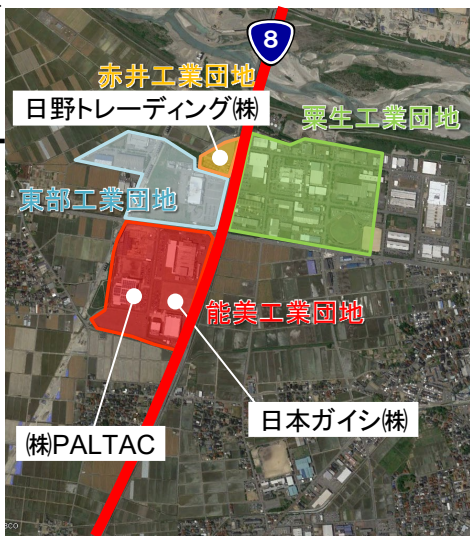 8
赤井工業団地
日野トレーディング㈱
粟生工業団地
東部工業団地
能美工業団地
日本ガイシ㈱
㈱PALTAC